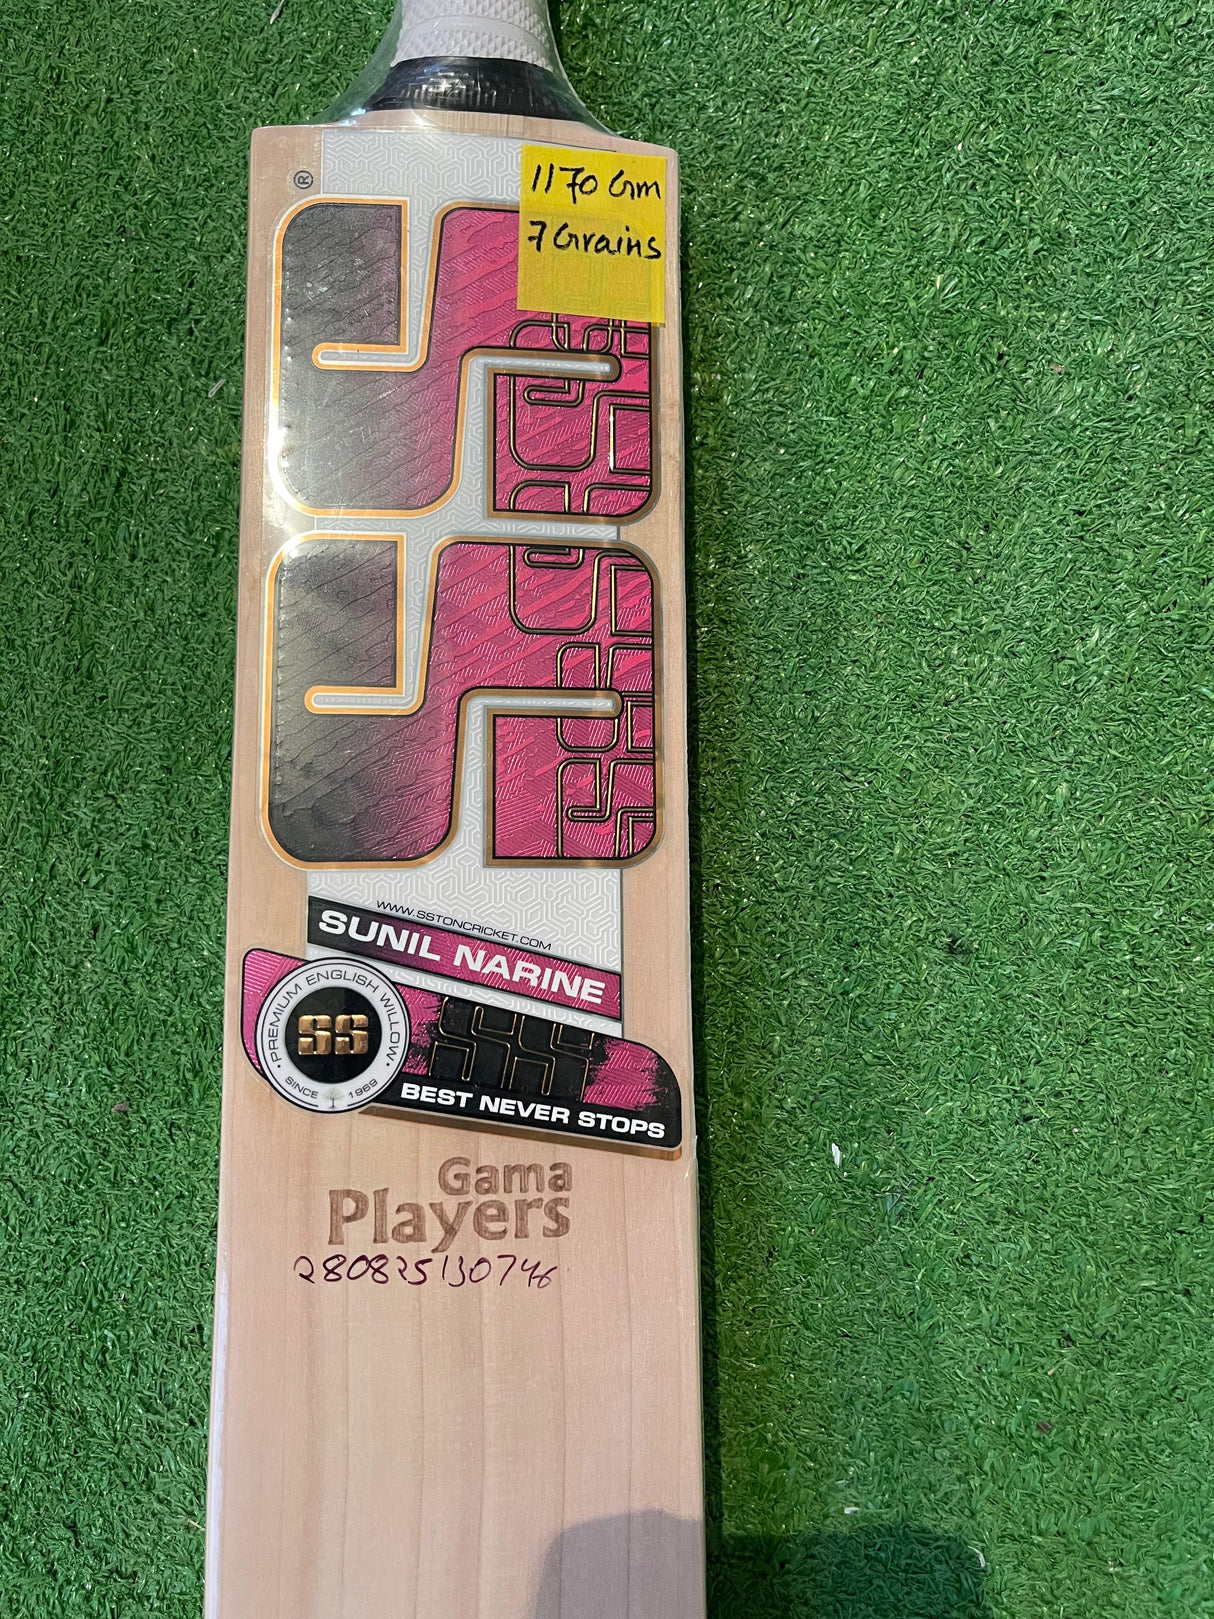 1170 Gm
7 Grains
®
SS
WWW.SSTONCRICKET.COM
SUNIL NARINE
PREMIUM ENGLISH WILLOW
SS
SINCE 1969
BEST NEVER STOPS
Gama
Players